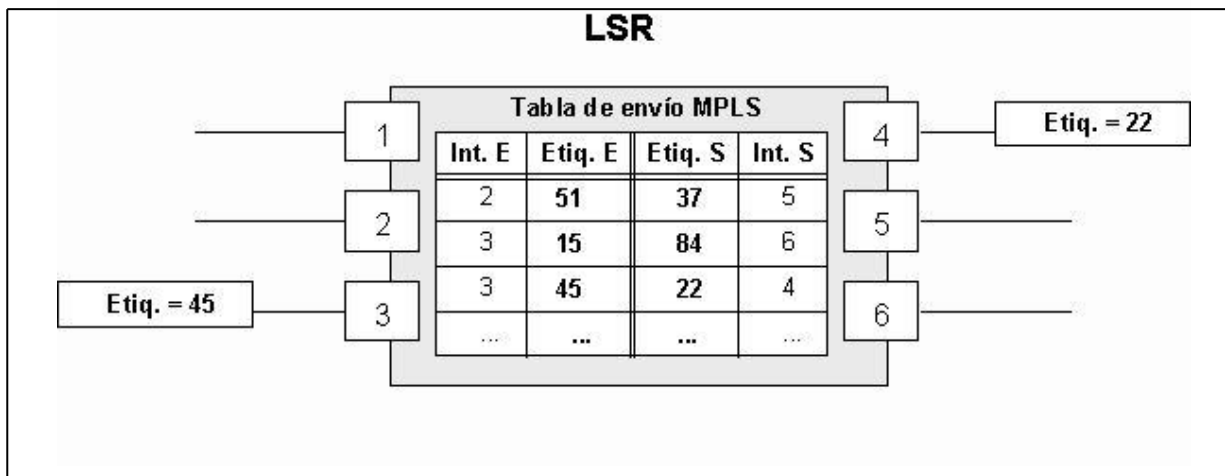 LSR
Tabla de envío MPLS
1
4
Etiq. = 22
Int. E Etiq. E Etiq. S Int. S
2 51 37 5
2
5
3 15 84 6
3 45 22 4
Etiq. = 45
3
6
... ... ... ...